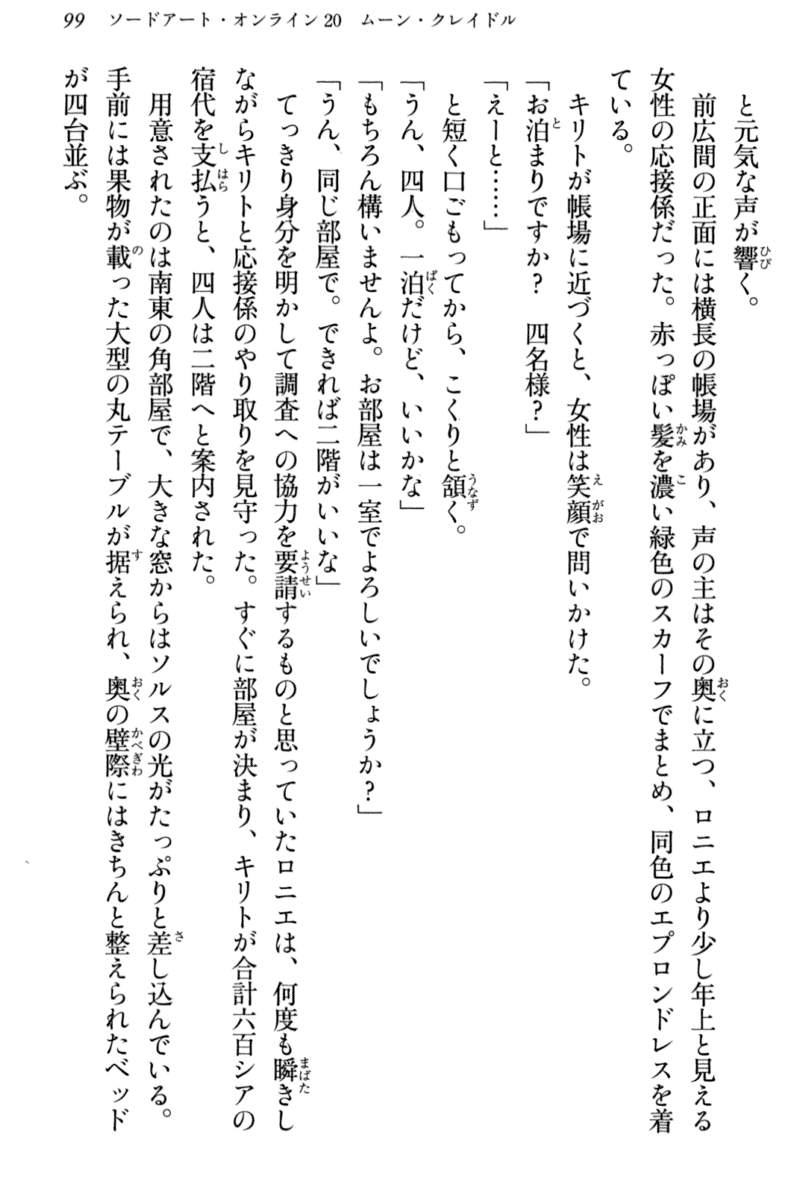 99　ソードアート・オンライン20　ムーン・クレイドル
と元気な声が響く。
前広間の正面には横長の帳場があり、声の主はその奥に立つ、ロニエより少し年上と見える
女性の応接係だった。赤っぽい髪を濃い緑色のスカーフでまとめ、同色のエプロンドレスを着
ている。
キリトが帳場に近づくと、女性は笑顔で問いかけた。
「お泊まりですか？　四名様？」
「えーと……」
と短く口ごもってから、こくりと頷く。
「うん、四人。一泊だけど、いいかな」
「もちろん構いませんよ。お部屋は一室でよろしいでしょうか？」
「うん、同じ部屋で。できれば二階がいいな」
てっきり身分を明かして調査への協力を要請するものと思っていたロニエは、何度も瞬きし
ながらキリトと応接係のやり取りを見守った。すぐに部屋が決まり、キリトが合計六百シアの
宿代を支払うと、四人は二階へと案内された。
用意されたのは南東の角部屋で、大きな窓からはソルスの光がたっぷりと差し込んでいる。
手前には果物が載った大型の丸テーブルが据えられ、奥の壁際にはきちんと整えられたベッド
が四台並ぶ。